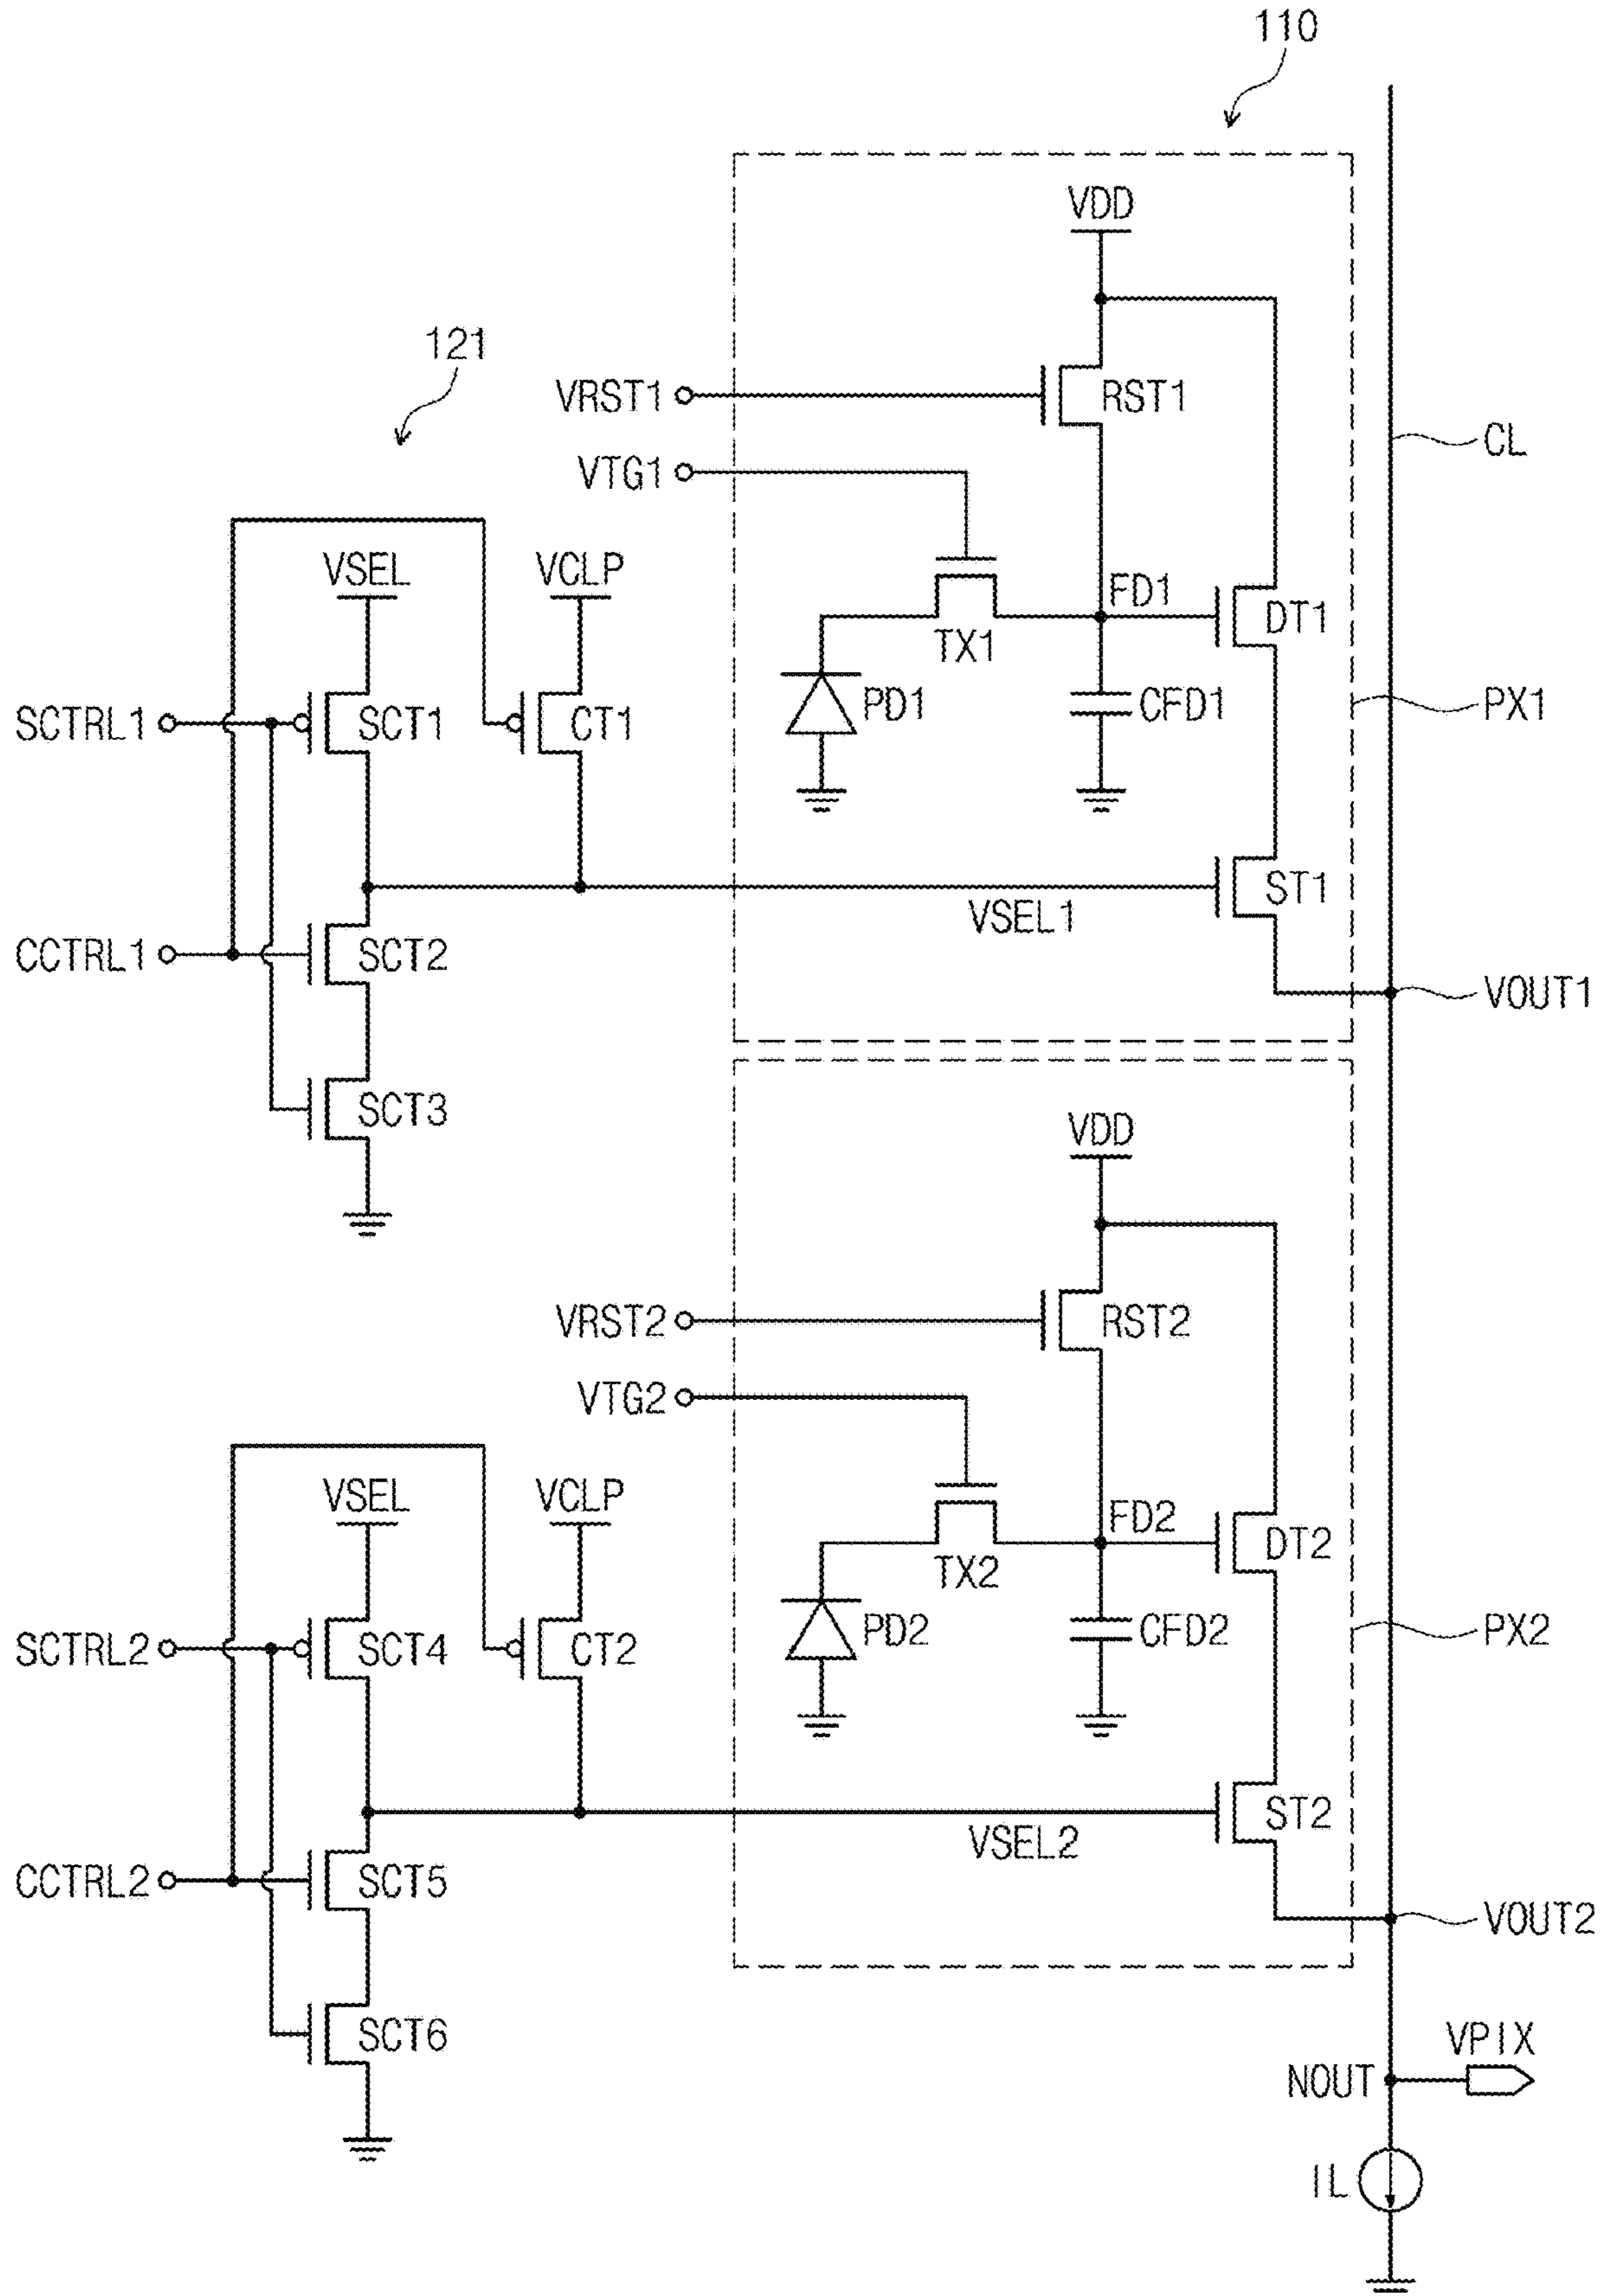 110
VDD
121
VRST1
RST1
CL
VTG1
VSEL
VCLP
FD1
DT1
TX1
PD1
CFD1
PX1
SCTRL1
SCT1
CT1
ST1
VSEL1
CCTRL1
SCT2
VOUT1
SCT3
VDD
VRST2
RST2
VTG2
VSEL
VCLP
FD2
DT2
TX2
PD2
CFD2
PX2
SCTRL2
SCT4
CT2
ST2
VSEL2
CCTRL2
SCT5
VOUT2
SCT6
VPIX
NOUT
IL